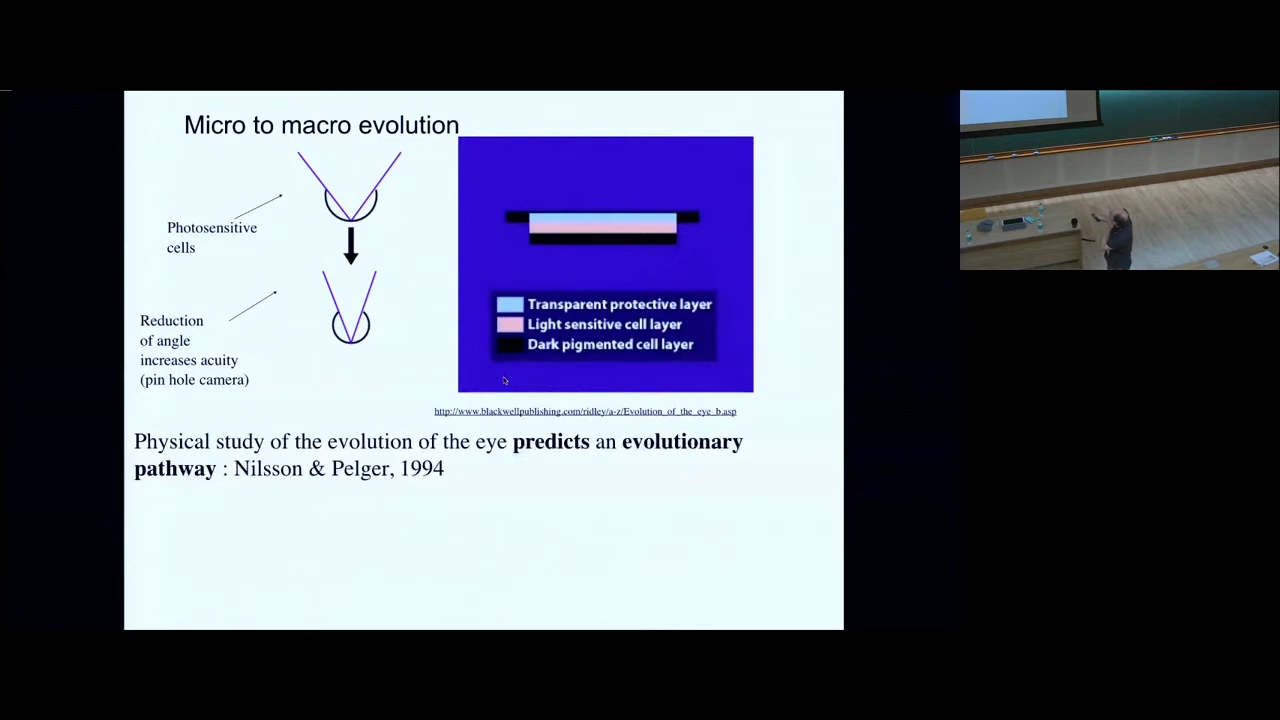 Micro to macro evolution
Photosensitive
cells
Reduction
of angle
increases acuity
(pin hole camera)
Transparent protective layer
Light sensitive cell layer
Dark pigmented cell layer
http://www.blackwellpublishing.com/ridley/a-z/Evolution_of_the_eye_b.asp
Physical study of the evolution of the eye predicts an evolutionary
pathway : Nilsson & Pelger, 1994